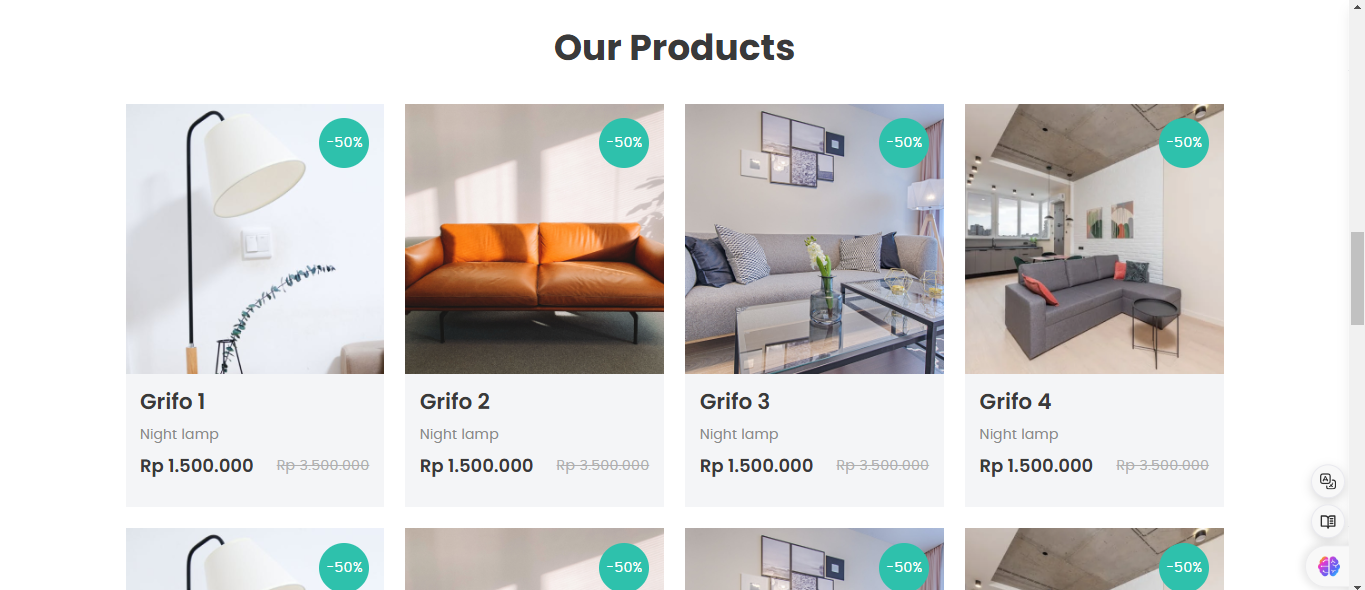 Our Products
-50%
-50%
-50%
-50%
Grifo 1
Night lamp
Rp 1.500.000 Rp 3.500.000
Grifo 2
Night lamp
Rp 1.500.000 Rp 3.500.000
Grifo 3
Night lamp
Rp 1.500.000 Rp 3.500.000
Grifo 4
Night lamp
Rp 1.500.000 Rp 3.500.000
-50%
-50%
-50%
-50%